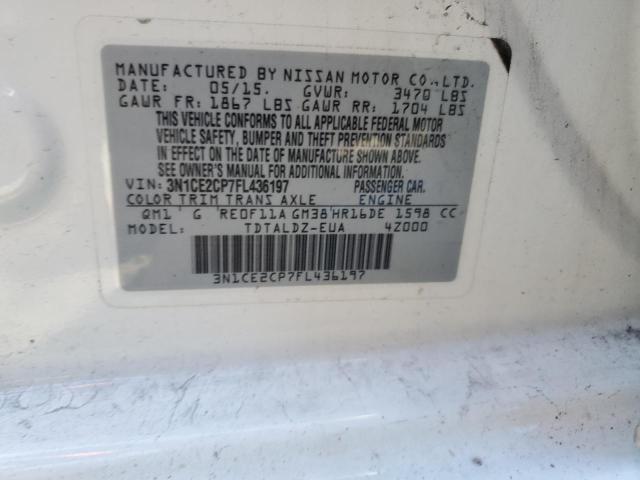 MANUFACTURED BY NISSAN MOTOR CO., LTD.
DATE: 05/15. GVWR: 3470 LBS
GAWR FR: 1867 LBS GAWR RR: 1704 LBS
THIS VEHICLE CONFORMS TO ALL APPLICABLE FEDERAL MOTOR
VEHICLE SAFETY, BUMPER AND THEFT PREVENTION STANDARDS
IN EFFECT ON THE DATE OF MANUFACTURE SHOWN ABOVE.
SEE OWNER'S MANUAL FOR ADDITIONAL INFORMATION.
VIN: 3N1CE2CP7FL436197 PASSENGER CAR.
COLOR TRIM TRANS AXLE ENGINE
QM1 G RE0F11A GM38 HR16DE 1598 CC
TDTALDZ-EUA 4Z000
3N1CE2CP7FL436197